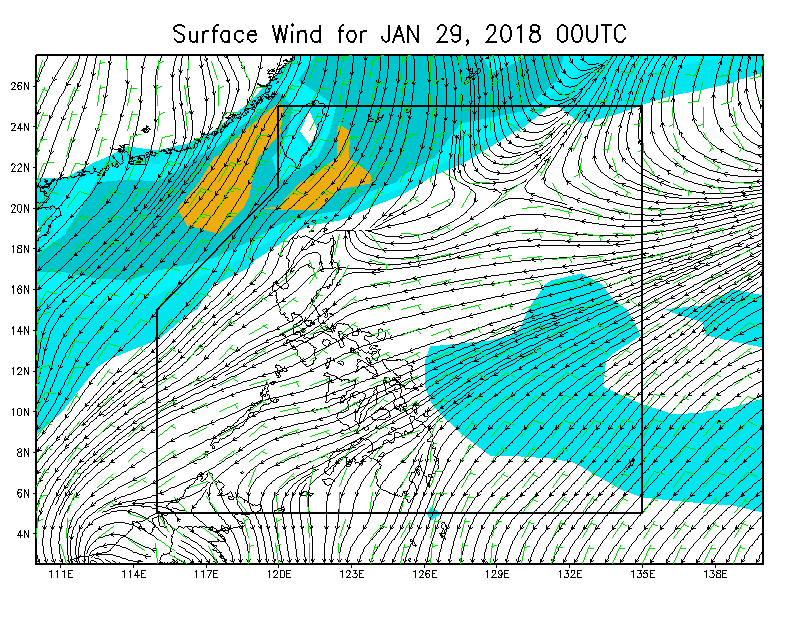 Surface Wind for JAN 29, 2018 00UTC
26N
24N
22N
20N
18N
16N
14N
12N
10N
8N
6N
4N
111E 114E 117E 120E 123E 126E 129E 132E 135E 138E